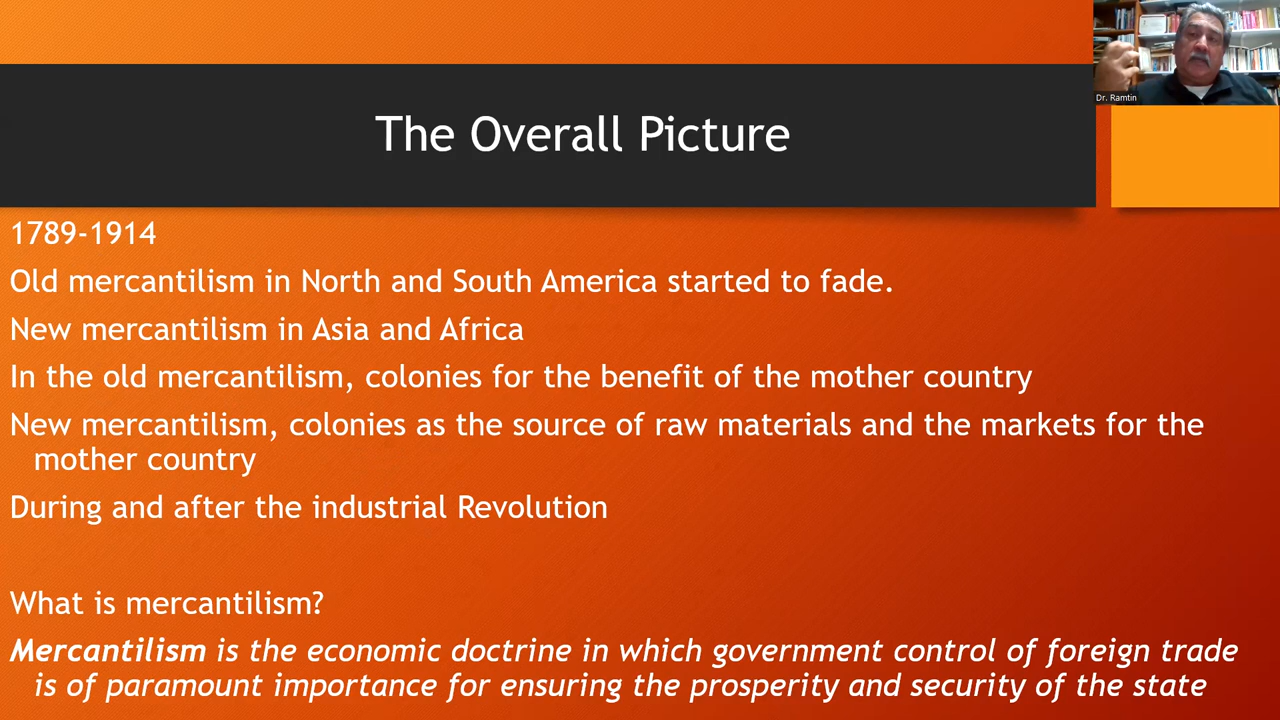 Dr. Ramtin
The Overall Picture
1789-1914
Old mercantilism in North and South America started to fade.
New mercantilism in Asia and Africa
In the old mercantilism, colonies for the benefit of the mother country
New mercantilism, colonies as the source of raw materials and the markets for the
mother country
During and after the industrial Revolution
What is mercantilism?
Mercantilism is the economic doctrine in which government control of foreign trade
is of paramount importance for ensuring the prosperity and security of the state